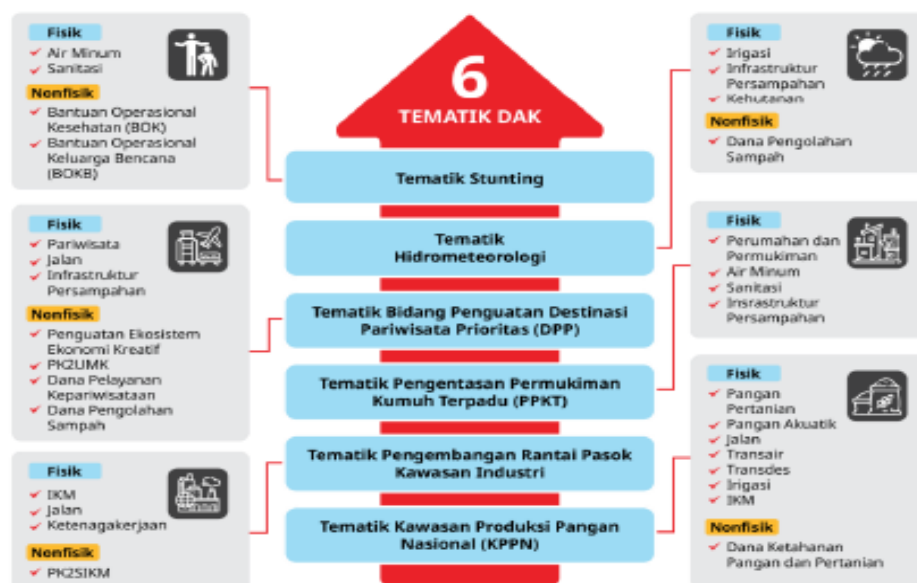 Fisik
Air Minum
Sanitasi
Nonfisik
Bantuan Operasional
Kesehatan (BOK)
Bantuan Operasional
Keluarga Bencana
(BOKB)
Fisik
Pariwisata
Jalan
Infrastruktur
Persampahan
Nonfisik
Penguatan Ekosistem
Ekonomi Kreatif
PK2UMK
Dana Pelayanan
Kepariwisataan
Dana Pengolahan
Sampah
Fisik
IKM
Jalan
Ketenagakerjaan
Nonfisik
PK2SIKM
6
TEMATIK DAK
Tematik Stunting
Tematik
Hidrometeorologi
Tematik Bidang Penguatan Destinasi
Pariwisata Prioritas (DPP)
Tematik Pengentasan Permukiman
Kumuh Terpadu (PPKT)
Tematik Pengembangan Rantai Pasok
Kawasan Industri
Tematik Kawasan Produksi Pangan
Nasional (KPPN)
Fisik
Irigasi
Infrastruktur
Persampahan
Kehutanan
Nonfisik
Dana Pengolahan
Sampah
Fisik
Perumahan dan
Permukiman
Air Minum
Sanitasi
Insrastruktur
Persampahan
Fisik
Pangan
Pertanian
Pangan Akuatik
Jalan
Transair
Transdes
Irigasi
IKM
Nonfisik
Dana Ketahanan
Pangan dan Pertanian